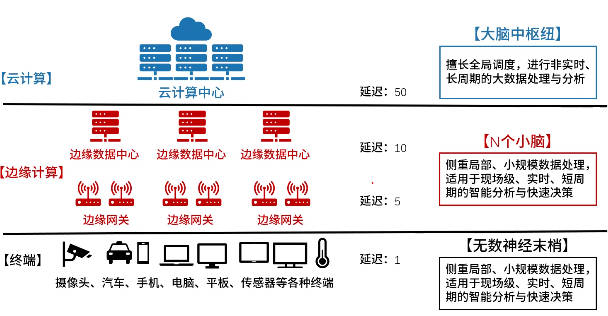 【大脑中枢纽】
擅长全局调度，进行非实时、
长周期的大数据处理与分析
【云计算】
云计算中心
延迟：50
边缘数据中心
边缘数据中心
边缘数据中心
延迟：10
【N个小脑】
侧重局部、小规模数据处理，
适用于现场级、实时、短周
期的智能分析与快速决策
【边缘计算】
边缘网关
边缘网关
边缘网关
延迟：5
【无数神经末梢】
【终端】
延迟：1
摄像头、汽车、手机、电脑、平板、传感器等各种终端
侧重局部、小规模数据处理，
适用于现场级、实时、短周
期的智能分析与快速决策